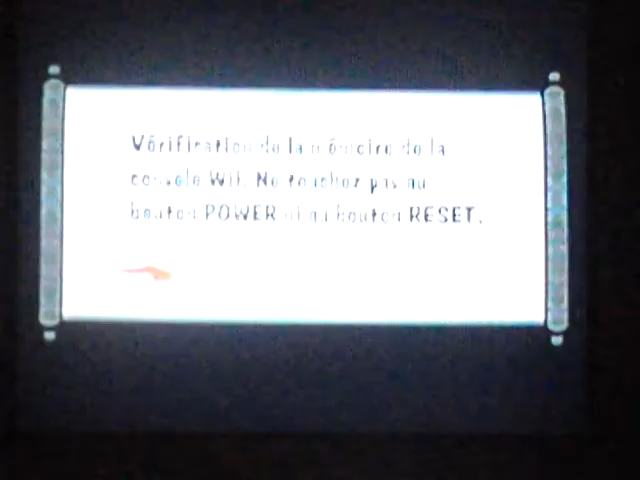 Vérification de la mémoire de la
console Wii. Ne touchez pas au
bouton POWER ni au bouton RESET.